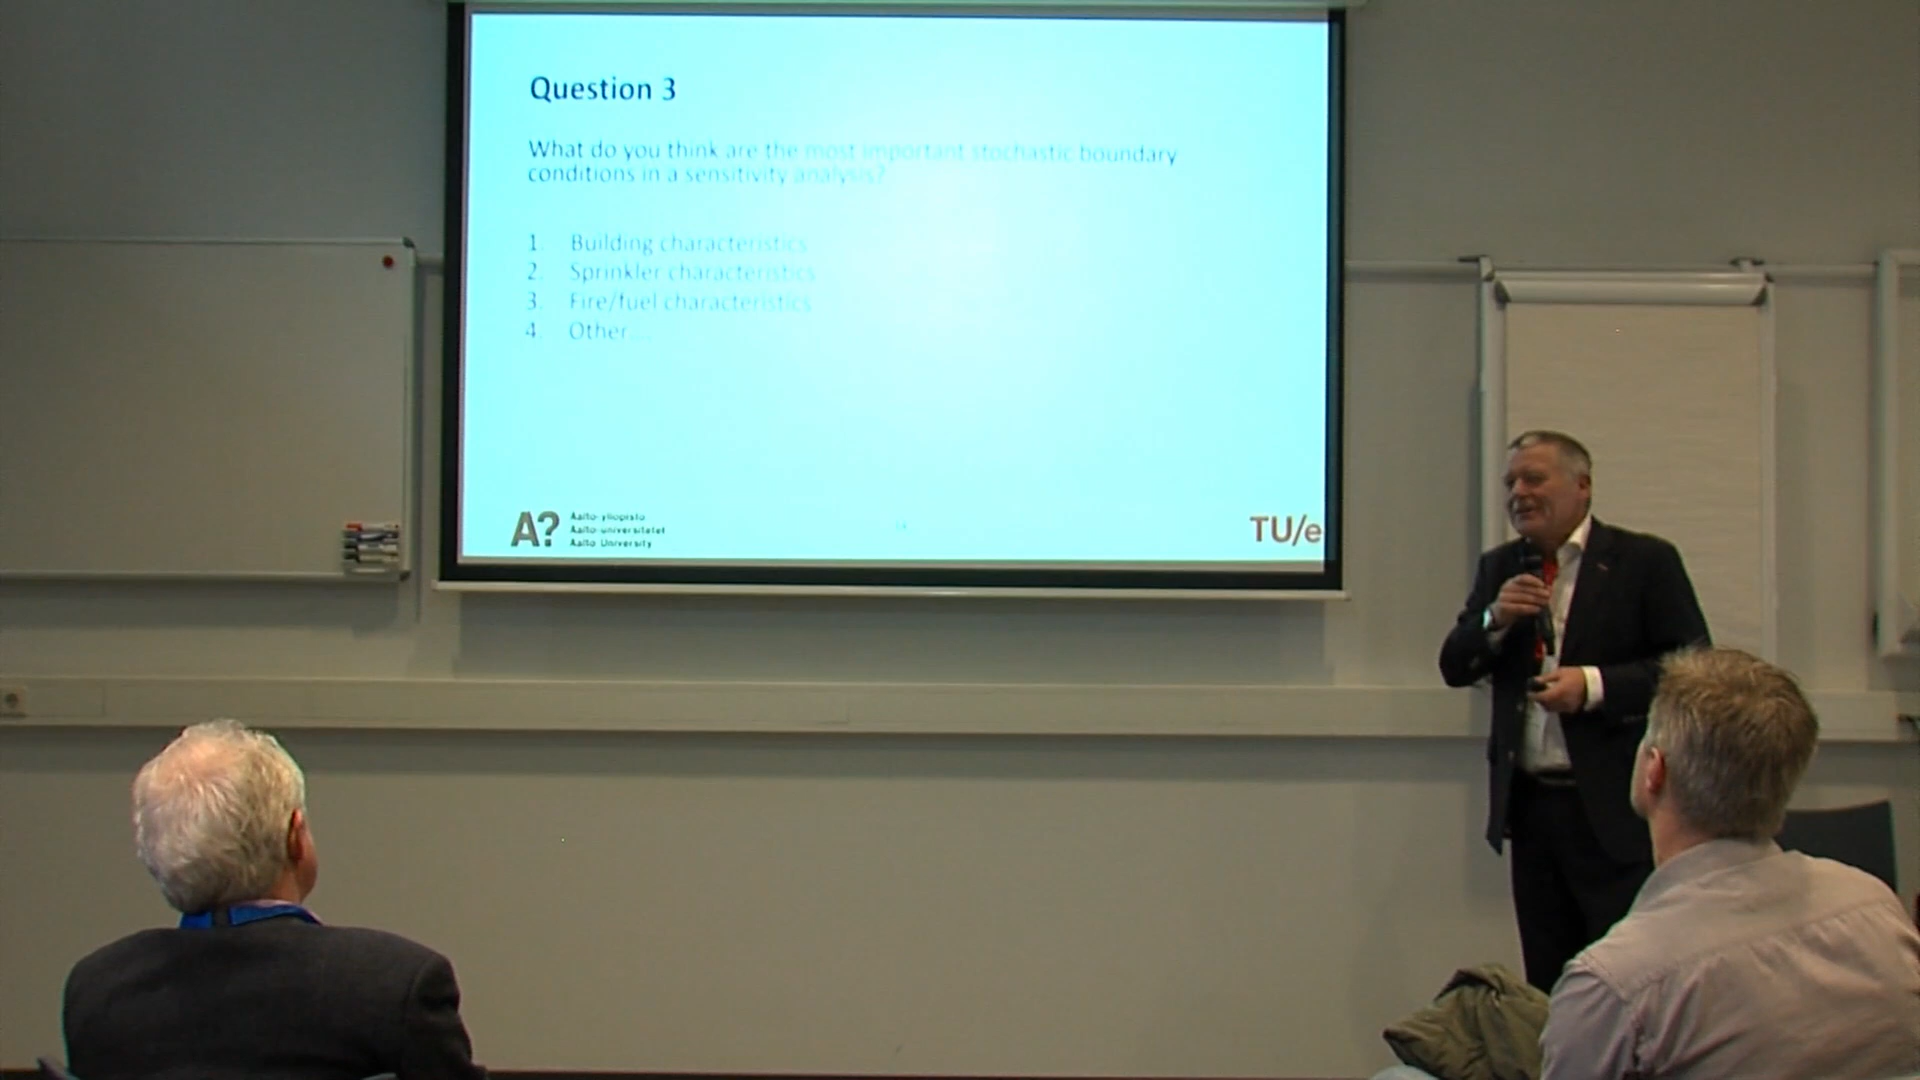 Question 3
What do you think are the most important stochastic boundary
conditions in a sensitivity analysis?
1. Building characteristics
2. Sprinkler characteristics
3. Fire/fuel characteristics
4. Other
A?
Aalto-yliopisto
Aalto-universitetet
Aalto University
TU/e